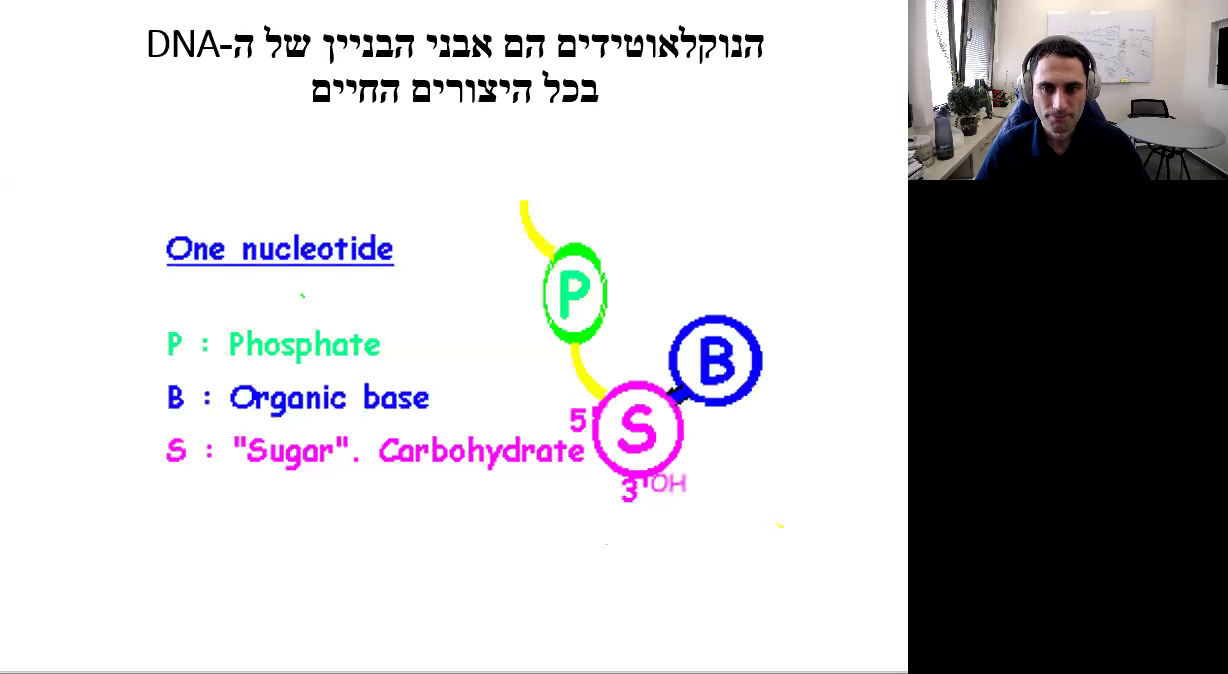 הנוקלאוטידים הם אבני הבניין של ה-DNA
בכל היצורים החיים
One nucleotide
P : Phosphate
B : Organic base
S : "Sugar". Carbohydrate
P
B
S
5'
3'OH